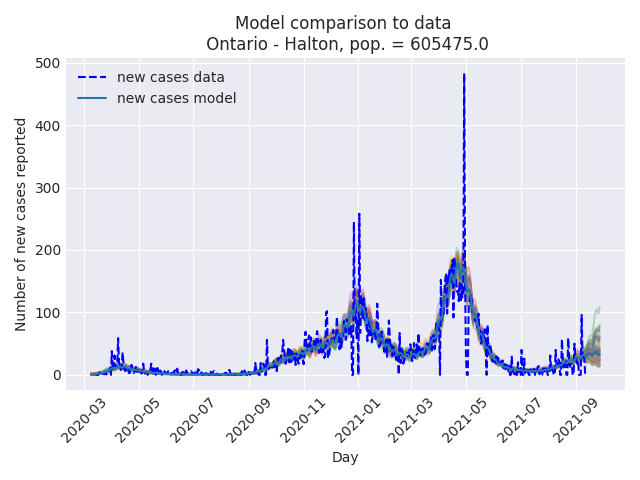 Model comparison to data
Ontario - Halton, pop. = 605475.0
500
400
300
200
100
0
Number of new cases reported
new cases data
new cases model
2020-03
2020-05
2020-07
2020-09
2020-11
2021-01
2021-03
2021-05
2021-07
2021-09
Day